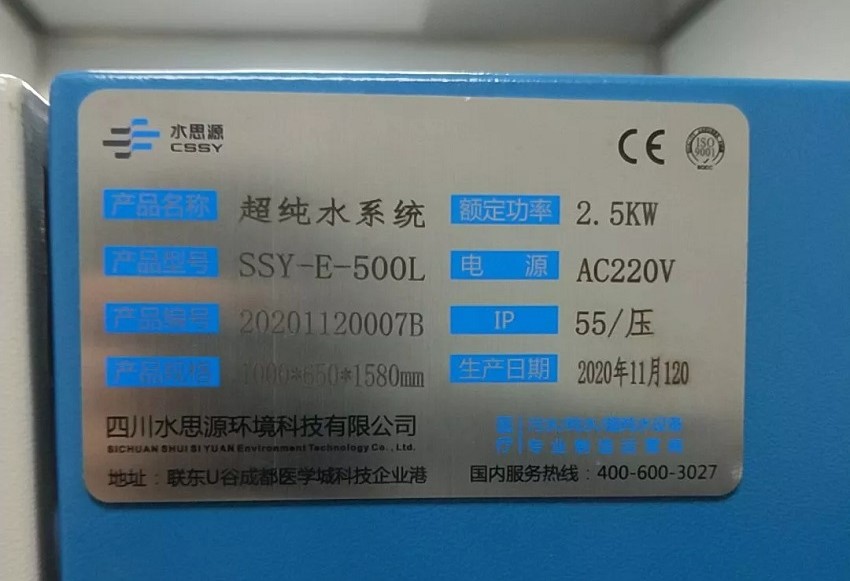 水思源
CSSY
CE
ISO
9001
产品名称 超纯水系统 额定功率 2.5KW
产品型号 SSY-E-500L 电 源 AC220V
产品编号 20201120007B IP 55/压
产品规格 1000*650*1580mm 生产日期 2020年11月120
四川水思源环境科技有限公司
SICHUAN SHUI SI YUAN Environment Technology Co., Ltd.
地址：联东U谷成都医学城科技企业港 国内服务热线：400-600-3027